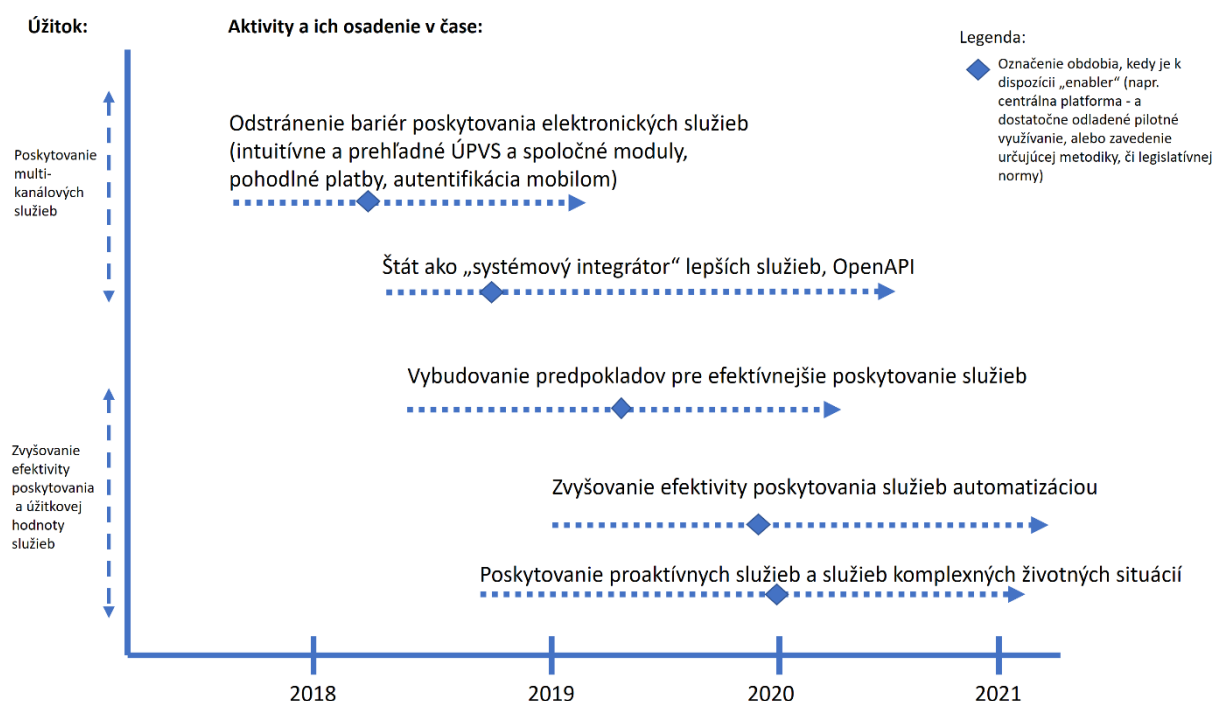 Úžitok:
Aktivity a ich osadenie v čase:
Legenda:
Označenie obdobia, kedy je k
dispozícii „enabler“ (napr.
centrálna platforma - a
dostatočne odladené pilotné
využívanie, alebo zavedenie
určujúcej metodiky, či legislatívnej
normy)
Poskytovanie
multi-
kanálových
služieb
Odstránenie bariér poskytovania elektronických služieb
(intuitívne a prehľadné ÚPVS a spoločné moduly,
pohodlné platby, autentifikácia mobilom)
Štát ako „systémový integrátor“ lepších služieb, OpenAPI
Vybudovanie predpokladov pre efektívnejšie poskytovanie služieb
Zvyšovanie
efektivity
poskytovania
a úžitkovej
hodnoty
služieb
Zvyšovanie efektivity poskytovania služieb automatizáciou
Poskytovanie proaktívnych služieb a služieb komplexných životných situácií
2018
2019
2020
2021